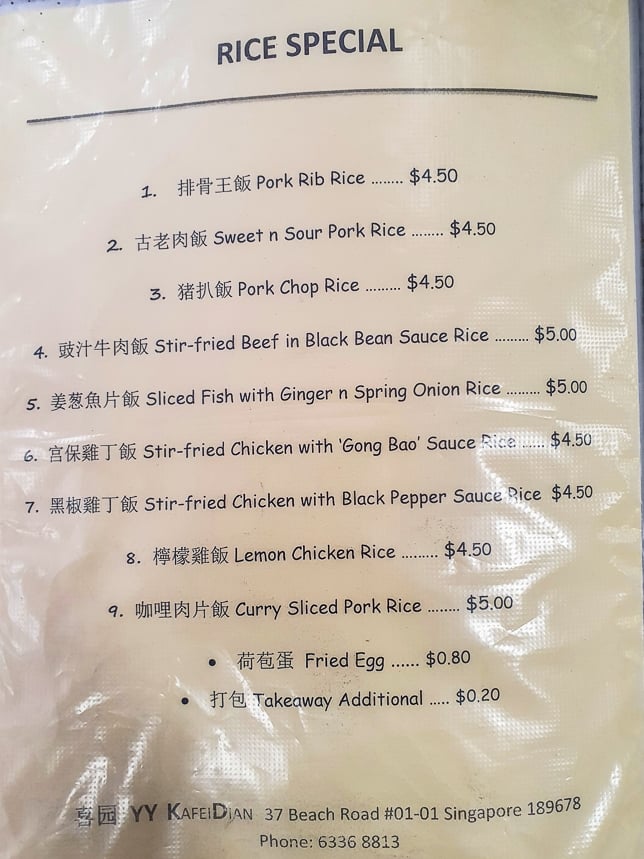 RICE SPECIAL
1. 排骨王飯 Pork Rib Rice ........ $4.50
2. 古老肉飯 Sweet n Sour Pork Rice ........ $4.50
3. 猪扒飯 Pork Chop Rice ......... $4.50
4. 豉汁牛肉飯 Stir-fried Beef in Black Bean Sauce Rice ......... $5.00
5. 姜葱魚片飯 Sliced Fish with Ginger n Spring Onion Rice ......... $5.00
6. 宫保雞丁飯 Stir-fried Chicken with ‘Gong Bao’ Sauce Rice ...... $4.50
7. 黑椒雞丁飯 Stir-fried Chicken with Black Pepper Sauce Rice $4.50
8. 檸檬雞飯 Lemon Chicken Rice ......... $4.50
9. 咖哩肉片飯 Curry Sliced Pork Rice ........ $5.00
• 荷苞蛋 Fried Egg ...... $0.80
• 打包 Takeaway Additional ..... $0.20
喜园 YY KAFEIDIAN 37 Beach Road #01-01 Singapore 189678
Phone: 6336 8813